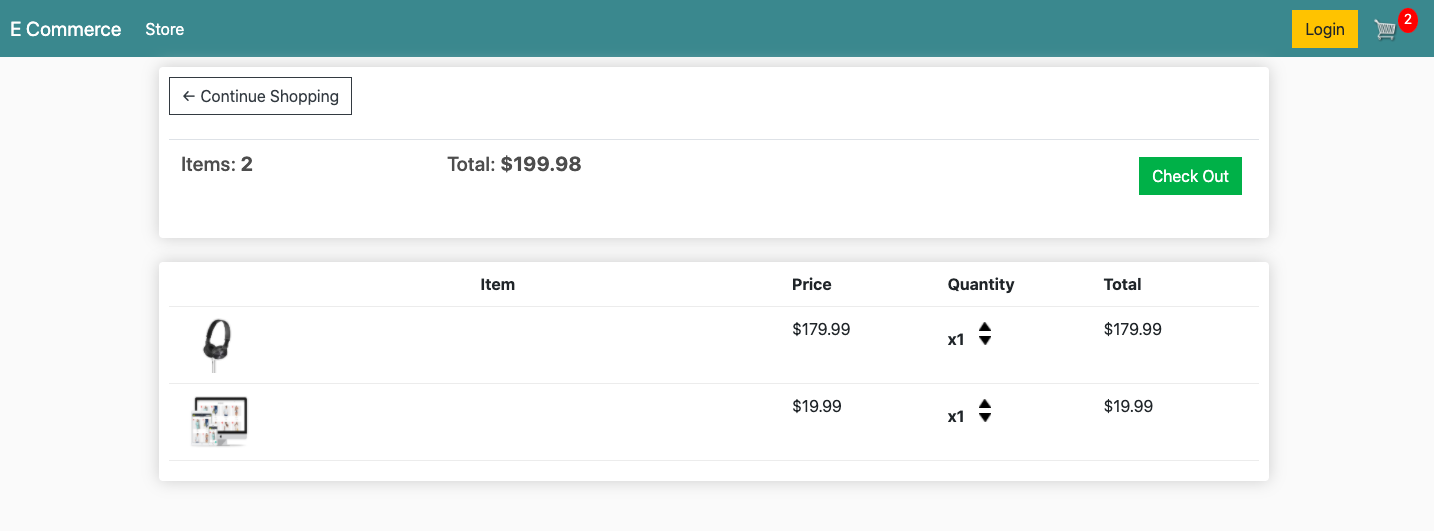 E Commerce Store Login 2
← Continue Shopping
Items: 2 Total: $199.98 Check Out
Item Price Quantity Total
$179.99 x1 $179.99
$19.99 x1 $19.99